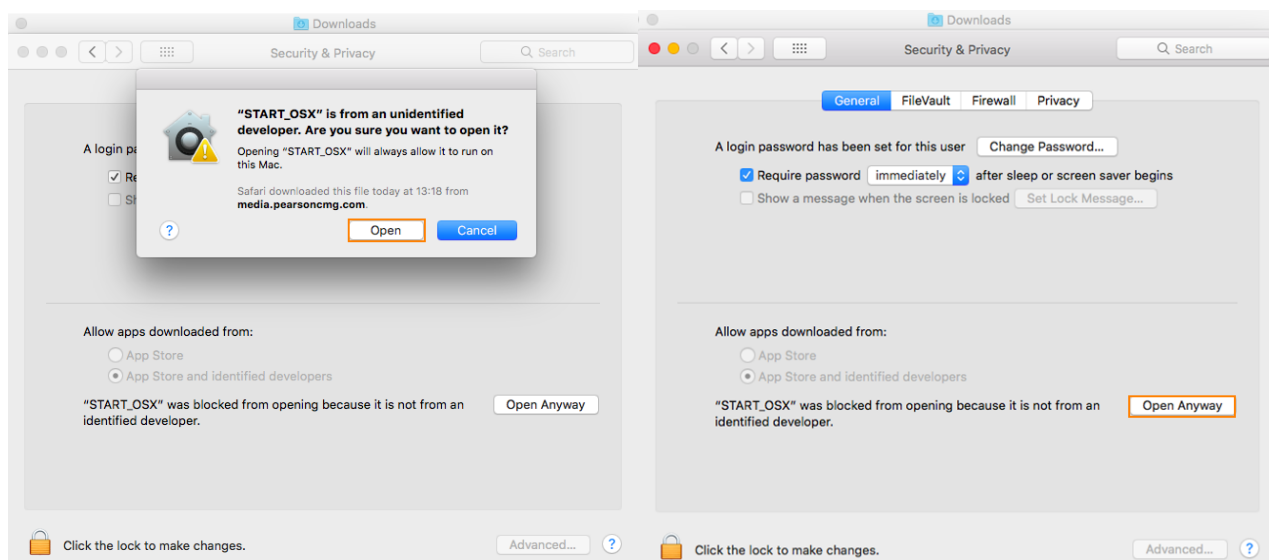 Downloads
Security & Privacy
Search
"START_OSX" is from an unidentified
developer. Are you sure you want to open it?
Opening "START_OSX" will always allow it to run on
this Mac.
Safari downloaded this file today at 13:18 from
media.pearsoncmg.com.
?
Open
Cancel
A login pa
Re
Sh
Allow apps downloaded from:
App Store
App Store and identified developers
"START_OSX" was blocked from opening because it is not from an
identified developer.
Open Anyway
Click the lock to make changes.
Advanced...
?
Downloads
Security & Privacy
Search
General FileVault Firewall Privacy
A login password has been set for this user Change Password...
Require password immediately after sleep or screen saver begins
Show a message when the screen is locked Set Lock Message...
Allow apps downloaded from:
App Store
App Store and identified developers
"START_OSX" was blocked from opening because it is not from an
identified developer.
Open Anyway
Click the lock to make changes.
Advanced...
?